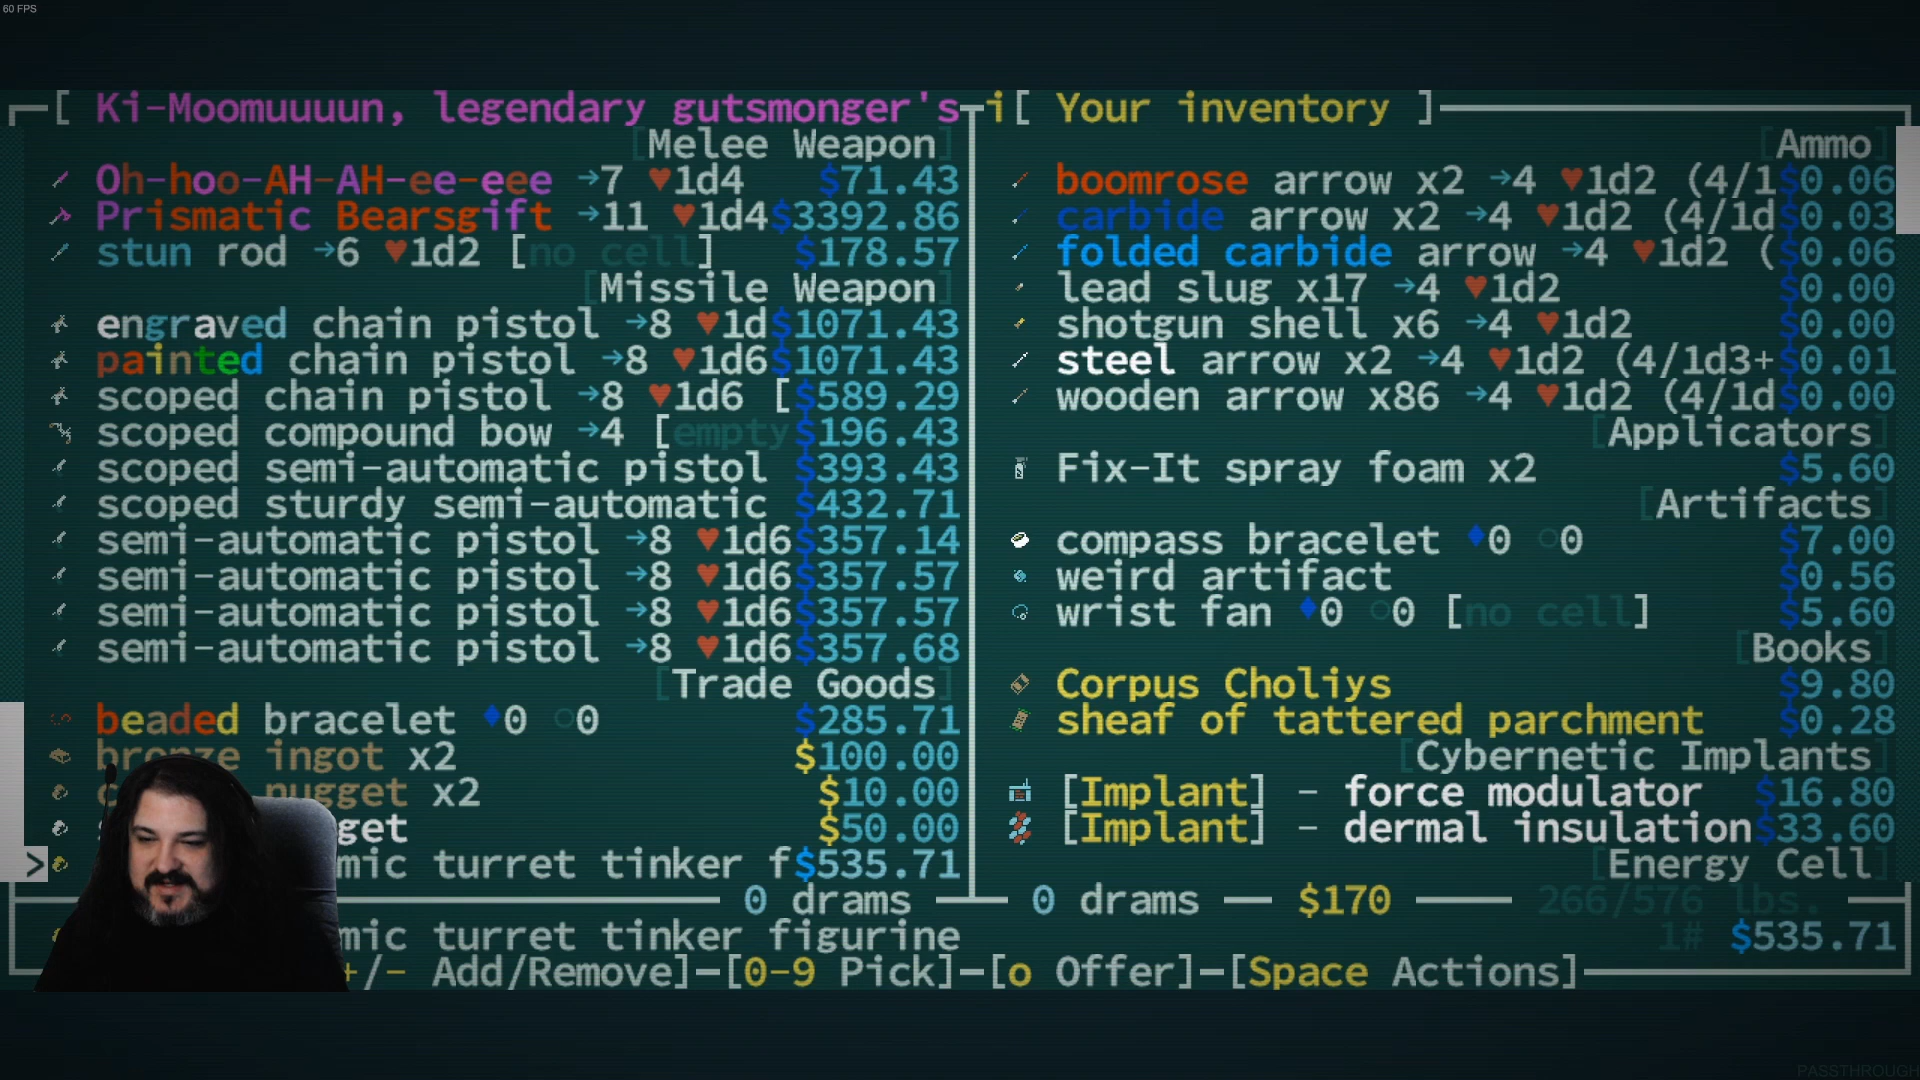 60 FPS
[ Ki-Moomuuuun, legendary gutsmonger's i[ Your inventory ]
[Melee Weapon]
Oh-hoo-AH-AH-ee-eee →7 ♥1d4 $71.43
Prismatic Bearsgift →11 ♥1d4 $3392.86
stun rod →6 ♥1d2 [no cell] $178.57
[Missile Weapon]
engraved chain pistol →8 ♥1d $1071.43
painted chain pistol →8 ♥1d6 $1071.43
scoped chain pistol →8 ♥1d6 [ $589.29
scoped compound bow →4 [empty $196.43
scoped semi-automatic pistol $393.43
scoped sturdy semi-automatic $432.71
semi-automatic pistol →8 ♥1d6 $357.14
semi-automatic pistol →8 ♥1d6 $357.57
semi-automatic pistol →8 ♥1d6 $357.57
semi-automatic pistol →8 ♥1d6 $357.68
[Trade Goods]
beaded bracelet ♦0 ○0 $285.71
bronze ingot x2 $100.00
nugget x2 $10.00
get $50.00
> mic turret tinker f $535.71
0 drams
[Ammo]
boomrose arrow x2 →4 ♥1d2 (4/1 $0.06
carbide arrow x2 →4 ♥1d2 (4/1d $0.03
folded carbide arrow →4 ♥1d2 ( $0.06
lead slug x17 →4 ♥1d2 $0.00
shotgun shell x6 →4 ♥1d2 $0.00
steel arrow x2 →4 ♥1d2 (4/1d3+ $0.01
wooden arrow x86 →4 ♥1d2 (4/1d $0.00
[Applicators]
Fix-It spray foam x2 $5.60
[Artifacts]
compass bracelet ♦0 ○0 $7.00
weird artifact $0.56
wrist fan ♦0 ○0 [no cell] $5.60
[Books]
Corpus Choliys $9.80
sheaf of tattered parchment $0.28
[Cybernetic Implants]
[Implant] - force modulator $16.80
[Implant] - dermal insulation $33.60
[Energy Cell]
0 drams — $170 — 266/576 lbs.
mic turret tinker figurine 1# $535.71
+/- Add/Remove]-[0-9 Pick]-[o Offer]-[Space Actions]
PASSTHROUGH